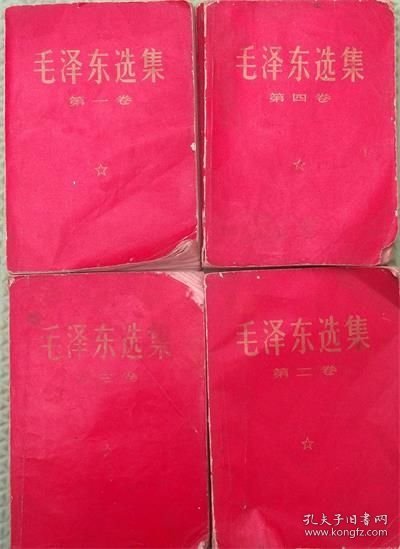 毛泽东选集
第一卷
毛泽东选集
第四卷
毛泽东选集
卷
毛泽东选集
第二卷
孔夫子旧书网
www.kongfz.com